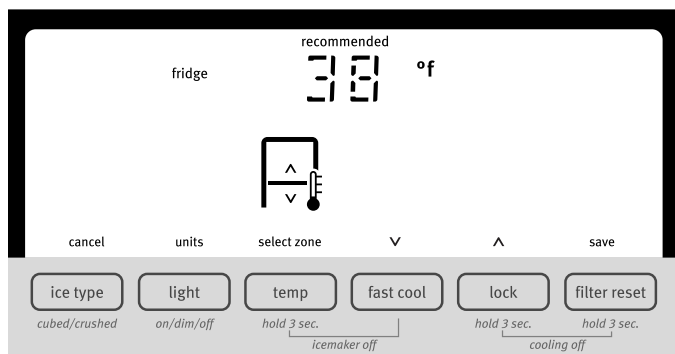 recommended
fridge 38 ºf
cancel units select zone ∨ ∧ save
ice type light temp fast cool lock filter reset
cubed/crushed on/dim/off hold 3 sec. hold 3 sec. hold 3 sec.
icemaker off cooling off